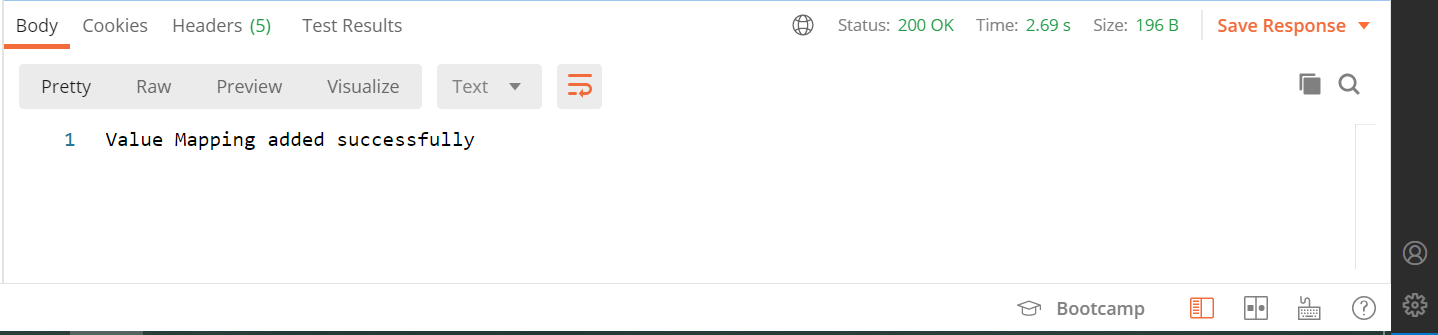 Body Cookies Headers (5) Test Results Status: 200 OK Time: 2.69 s Size: 196 B Save Response
Pretty Raw Preview Visualize Text
1 Value Mapping added successfully
Bootcamp ?